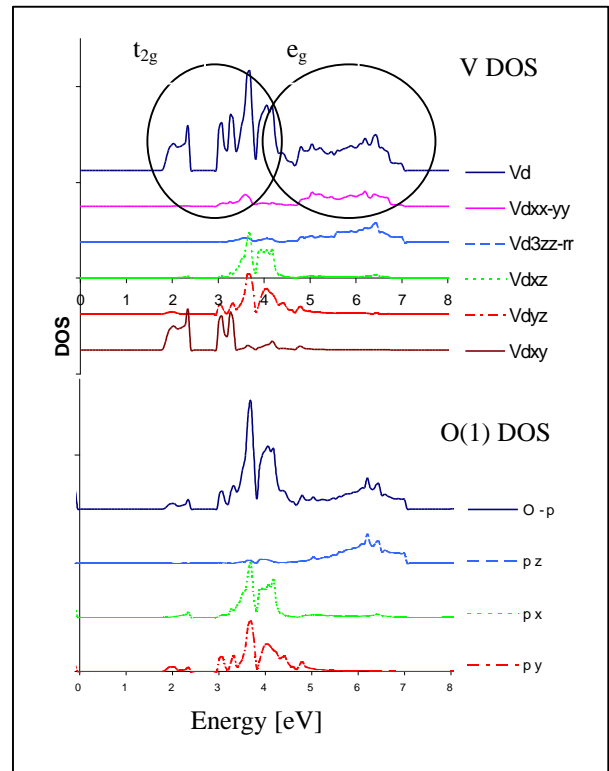 t2g
eg
V DOS
Vd
Vdxx-yy
Vd3zz-rr
Vdxz
0 1 2 3 4 5 6 7 8
Vdyz
DOS
Vdxy
O(1) DOS
O -p
p z
p x
p y
0 1 2 3 4 5 6 7 8
Energy [eV]